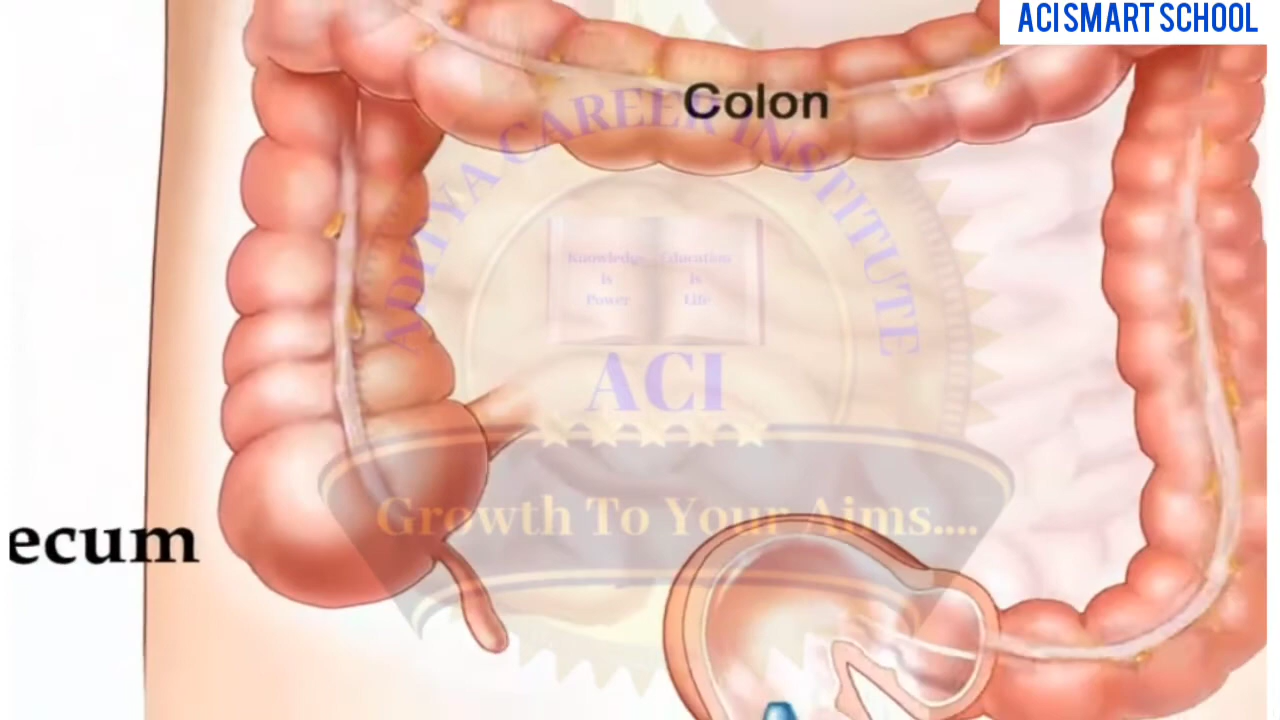 ACI SMART SCHOOL
Colon
ADITYA CAREER INSTITUTE
Knowledge Education
is is
Power Life
ACI
ecum
Growth To Your Aims....